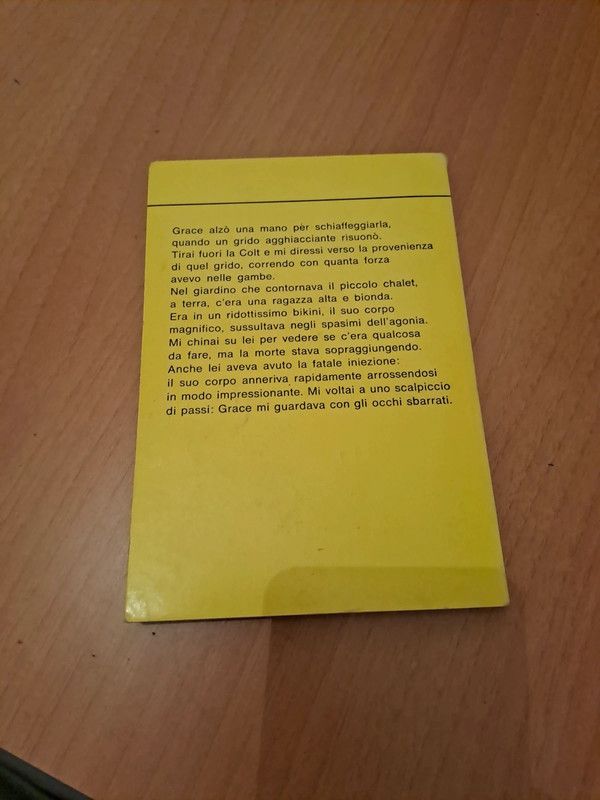 Grace alzò una mano pèr schiaffeggiarla,
quando un grido agghiacciante risuonò.
Tirai fuori la Colt e mi diressi verso la provenienza
di quel grido, correndo con quanta forza
avevo nelle gambe.
Nel giardino che contornava il piccolo chalet,
a terra, c'era una ragazza alta e bionda.
Era in un ridottissimo bikini, il suo corpo
magnifico, sussultava negli spasimi dell'agonia.
Mi chinai su lei per vedere se c'era qualcosa
da fare, ma la morte stava sopraggiungendo.
Anche lei aveva avuto la fatale iniezione:
il suo corpo anneriva rapidamente arrossendosi
in modo impressionante. Mi voltai a uno scalpiccio
di passi: Grace mi guardava con gli occhi sbarrati.